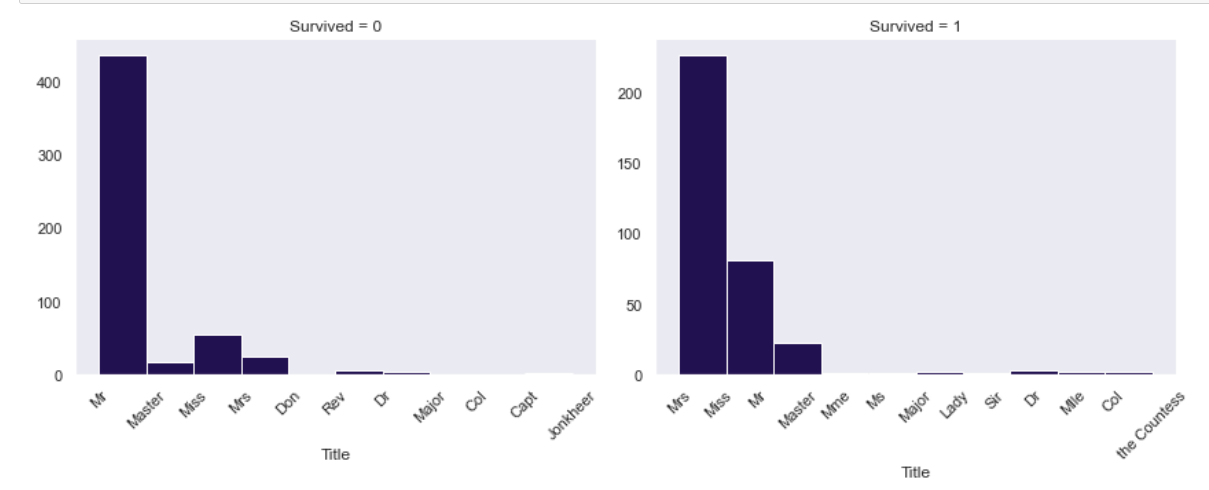 Survived = 0
400
300
200
100
0
Mr Master Miss Mrs Don Rev Dr Major Col Capt Jonkheer
Title
Survived = 1
200
150
100
50
0
Mrs Miss Mr Master Mme Ms Major Lady Sir Dr Mlle Col the Countess
Title